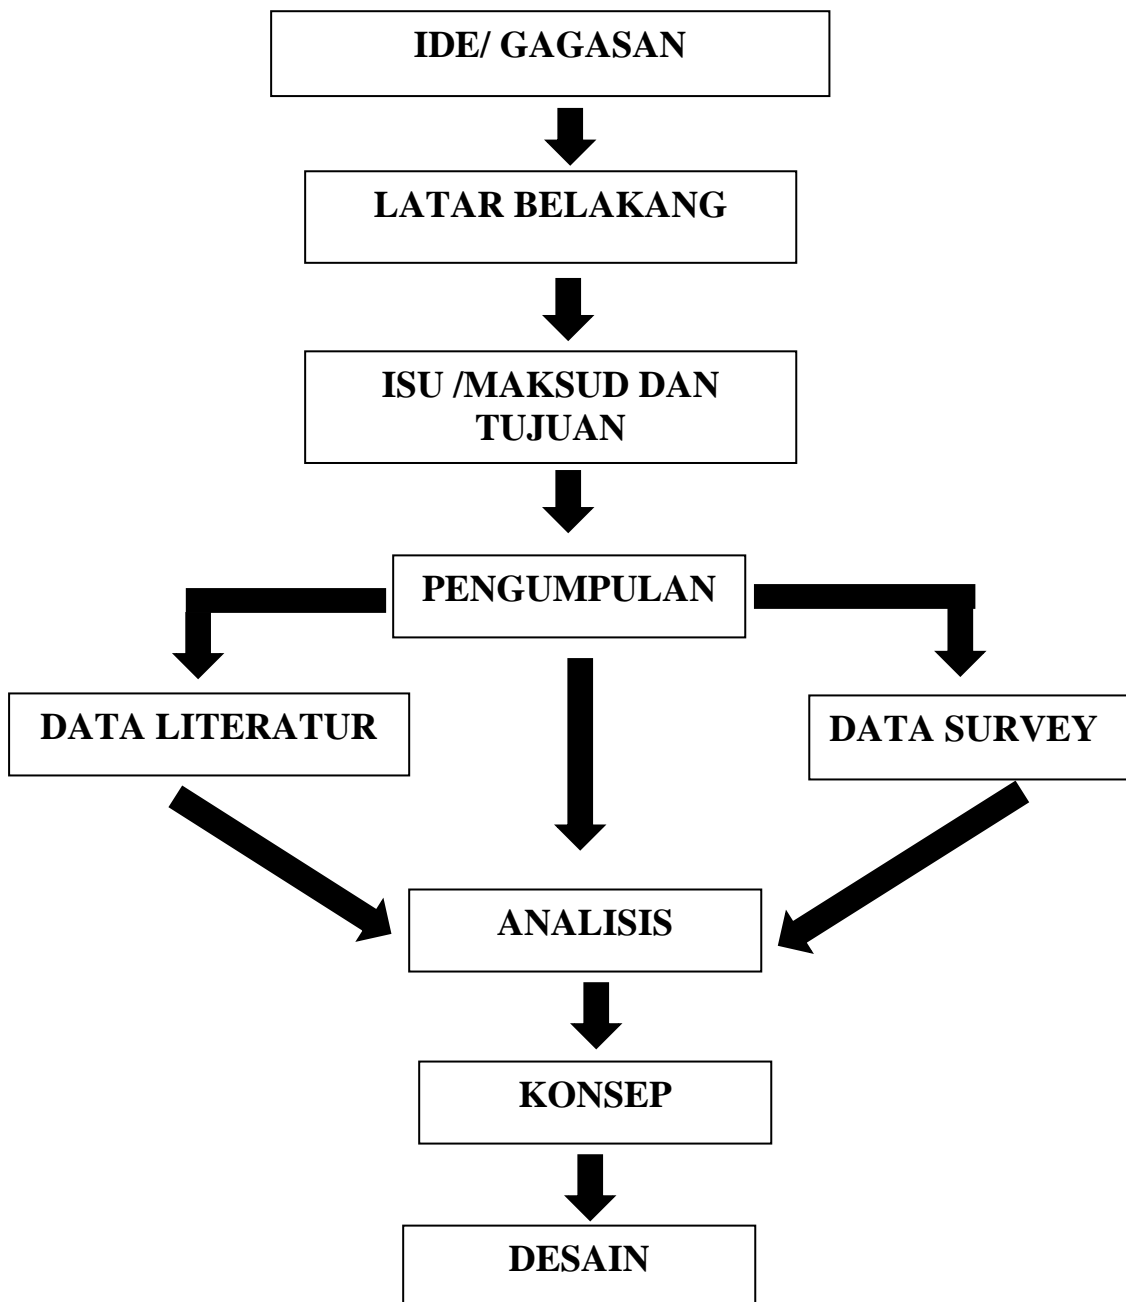 IDE/ GAGASAN
LATAR BELAKANG
ISU /MAKSUD DAN
TUJUAN
PENGUMPULAN
DATA LITERATUR
DATA SURVEY
ANALISIS
KONSEP
DESAIN